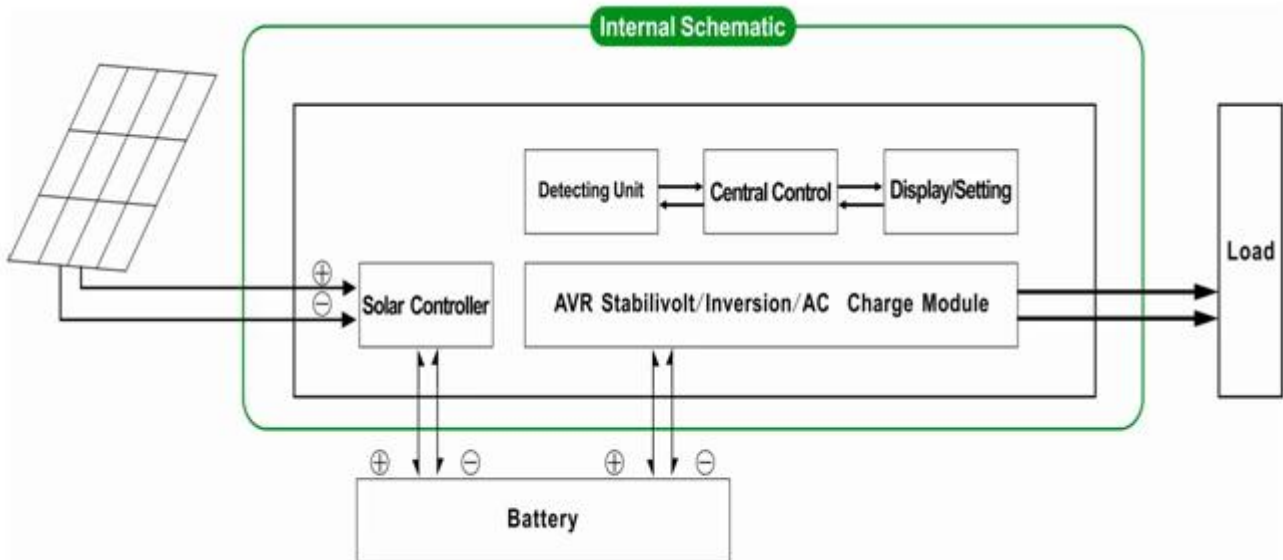 Internal Schematic
Detecting Unit
Central Control
Display/Setting
Load
⊕
⊖
Solar Controller
AVR Stabilivolt/Inversion/AC Charge Module
⊕ ⊖ ⊕ ⊖
Battery